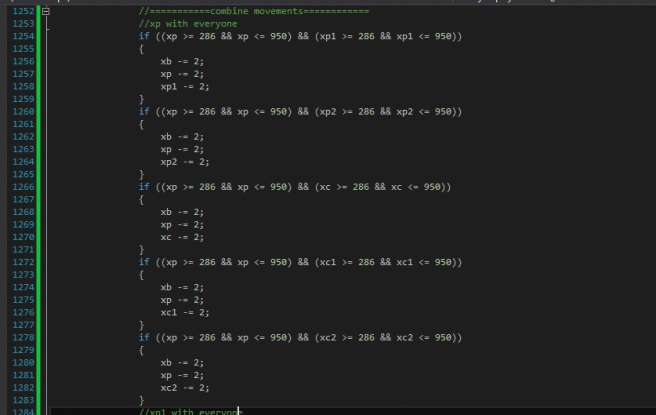 1252 //===========combine movements============
1253 //xp with everyone
1254 if ((xp >= 286 && xp <= 950) && (xp1 >= 286 && xp1 <= 950))
1255 {
1256 xb -= 2;
1257 xp -= 2;
1258 xp1 -= 2;
1259 }
1260 if ((xp >= 286 && xp <= 950) && (xp2 >= 286 && xp2 <= 950))
1261 {
1262 xb -= 2;
1263 xp -= 2;
1264 xp2 -= 2;
1265 }
1266 if ((xp >= 286 && xp <= 950) && (xc >= 286 && xc <= 950))
1267 {
1268 xb -= 2;
1269 xp -= 2;
1270 xc -= 2;
1271 }
1272 if ((xp >= 286 && xp <= 950) && (xc1 >= 286 && xc1 <= 950))
1273 {
1274 xb -= 2;
1275 xp -= 2;
1276 xc1 -= 2;
1277 }
1278 if ((xp >= 286 && xp <= 950) && (xc2 >= 286 && xc2 <= 950))
1279 {
1280 xb -= 2;
1281 xp -= 2;
1282 xc2 -= 2;
1283 }
1284 //xp1 with everyone